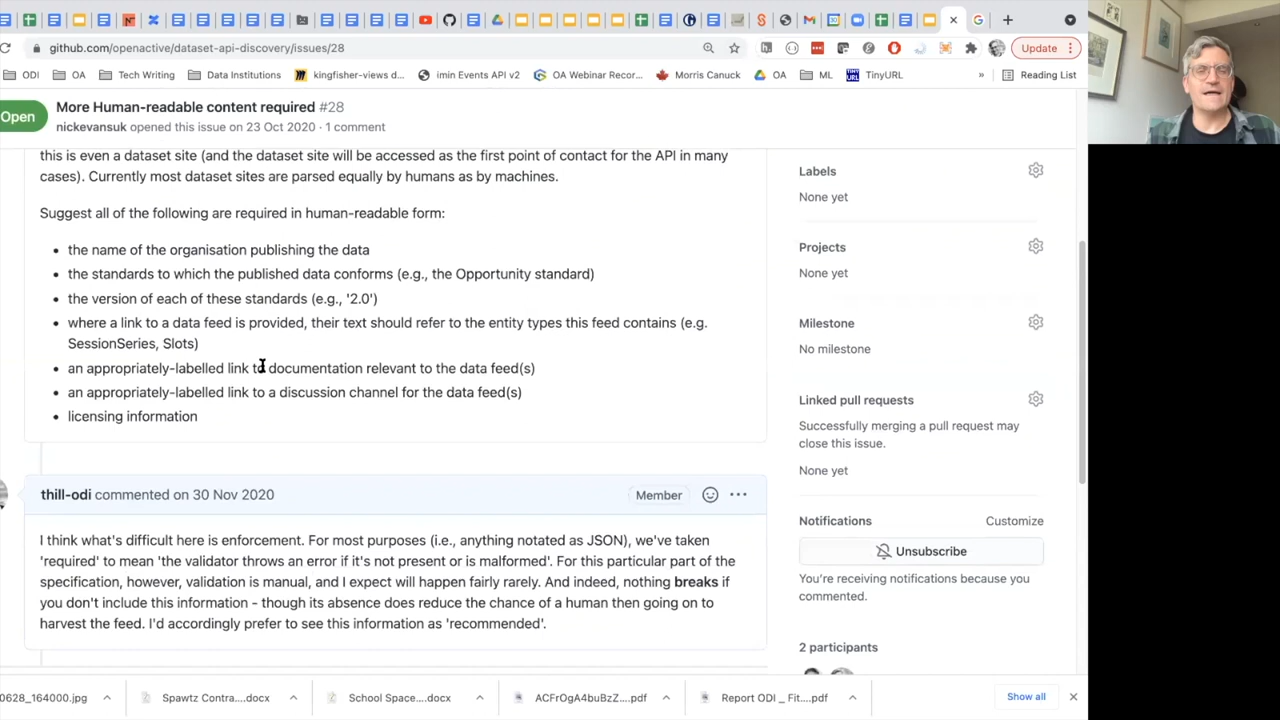 github.com/openactive/dataset-api-discovery/issues/28
Update
ODI
OA
Tech Writing
Data Institutions
kingfisher-views d...
imin Events API v2
OA Webinar Recor...
Morris Canuck
OA
ML
TinyURL
»
Reading List
Open
More Human-readable content required #28
nickevansuk opened this issue on 23 Oct 2020 · 1 comment
this is even a dataset site (and the dataset site will be accessed as the first point of contact for the API in many
cases). Currently most dataset sites are parsed equally by humans as by machines.
Suggest all of the following are required in human-readable form:
• the name of the organisation publishing the data
• the standards to which the published data conforms (e.g., the Opportunity standard)
• the version of each of these standards (e.g., '2.0')
• where a link to a data feed is provided, their text should refer to the entity types this feed contains (e.g.
SessionSeries, Slots)
• an appropriately-labelled link to documentation relevant to the data feed(s)
• an appropriately-labelled link to a discussion channel for the data feed(s)
• licensing information
thill-odi commented on 30 Nov 2020
Member
I think what's difficult here is enforcement. For most purposes (i.e., anything notated as JSON), we've taken
'required' to mean 'the validator throws an error if it's not present or is malformed'. For this particular part of the
specification, however, validation is manual, and I expect will happen fairly rarely. And indeed, nothing breaks if
you don't include this information - though its absence does reduce the chance of a human then going on to
harvest the feed. I'd accordingly prefer to see this information as 'recommended'.
Labels
None yet
Projects
None yet
Milestone
No milestone
Linked pull requests
Successfully merging a pull request may
close this issue.
None yet
Notifications
Customize
Unsubscribe
You're receiving notifications because you
commented.
2 participants
0628_164000.jpg
Spawtz Contra....docx
School Space....docx
ACFrOgA4buBzZ....pdf
Report ODI _ Fit....pdf
Show all